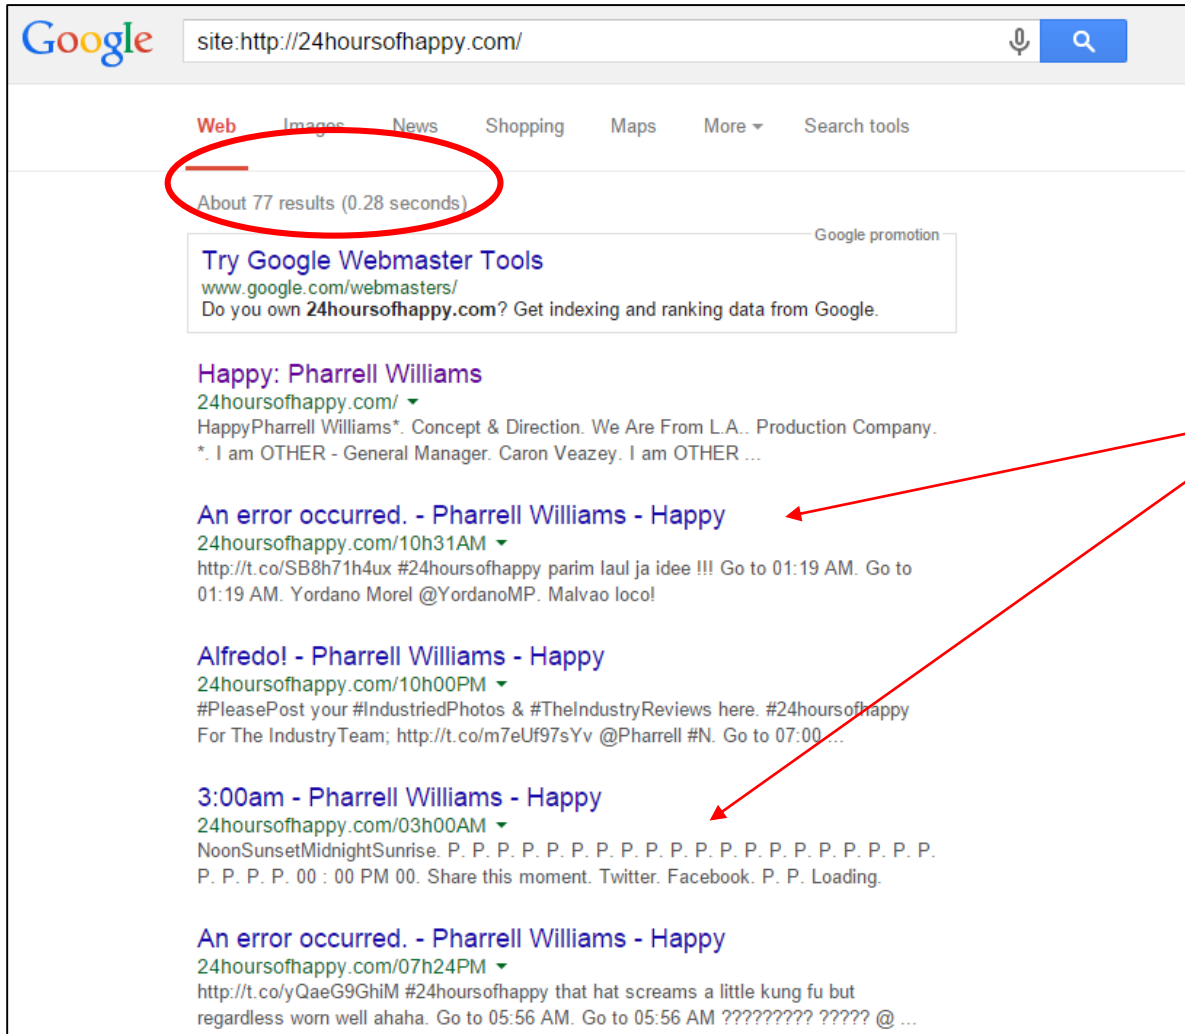 Google site:http://24hoursofhappy.com/
Web Images News Shopping Maps More Search tools
About 77 results (0.28 seconds)
Google promotion
Try Google Webmaster Tools
www.google.com/webmasters/
Do you own 24hoursofhappy.com? Get indexing and ranking data from Google.
Happy: Pharrell Williams
24hoursofhappy.com/
HappyPharrell Williams*. Concept & Direction. We Are From L.A.. Production Company.
*. I am OTHER - General Manager. Caron Veazey. I am OTHER ...
An error occurred. - Pharrell Williams - Happy
24hoursofhappy.com/10h31AM
http://t.co/SB8h71h4ux #24hoursofhappy parim laul ja idee !!! Go to 01:19 AM. Go to
01:19 AM. Yordano Morel @YordanoMP. Malvao loco!
Alfredo! - Pharrell Williams - Happy
24hoursofhappy.com/10h00PM
#PleasePost your #IndustriedPhotos & #TheIndustryReviews here. #24hoursofhappy
For The IndustryTeam; http://t.co/m7eUf97sYv @Pharrell #N. Go to 07:00 ...
3:00am - Pharrell Williams - Happy
24hoursofhappy.com/03h00AM
NoonSunsetMidnightSunrise. P. P. P. P. P. P. P. P. P. P. P. P. P. P. P. P. P. P. P. P.
P. P. P. P. 00 : 00 PM 00. Share this moment. Twitter. Facebook. P. P. Loading.
An error occurred. - Pharrell Williams - Happy
24hoursofhappy.com/07h24PM
http://t.co/yQaeG9GhiM #24hoursofhappy that hat screams a little kung fu but
regardless worn well ahaha. Go to 05:56 AM. Go to 05:56 AM ????????? ????? @ ...